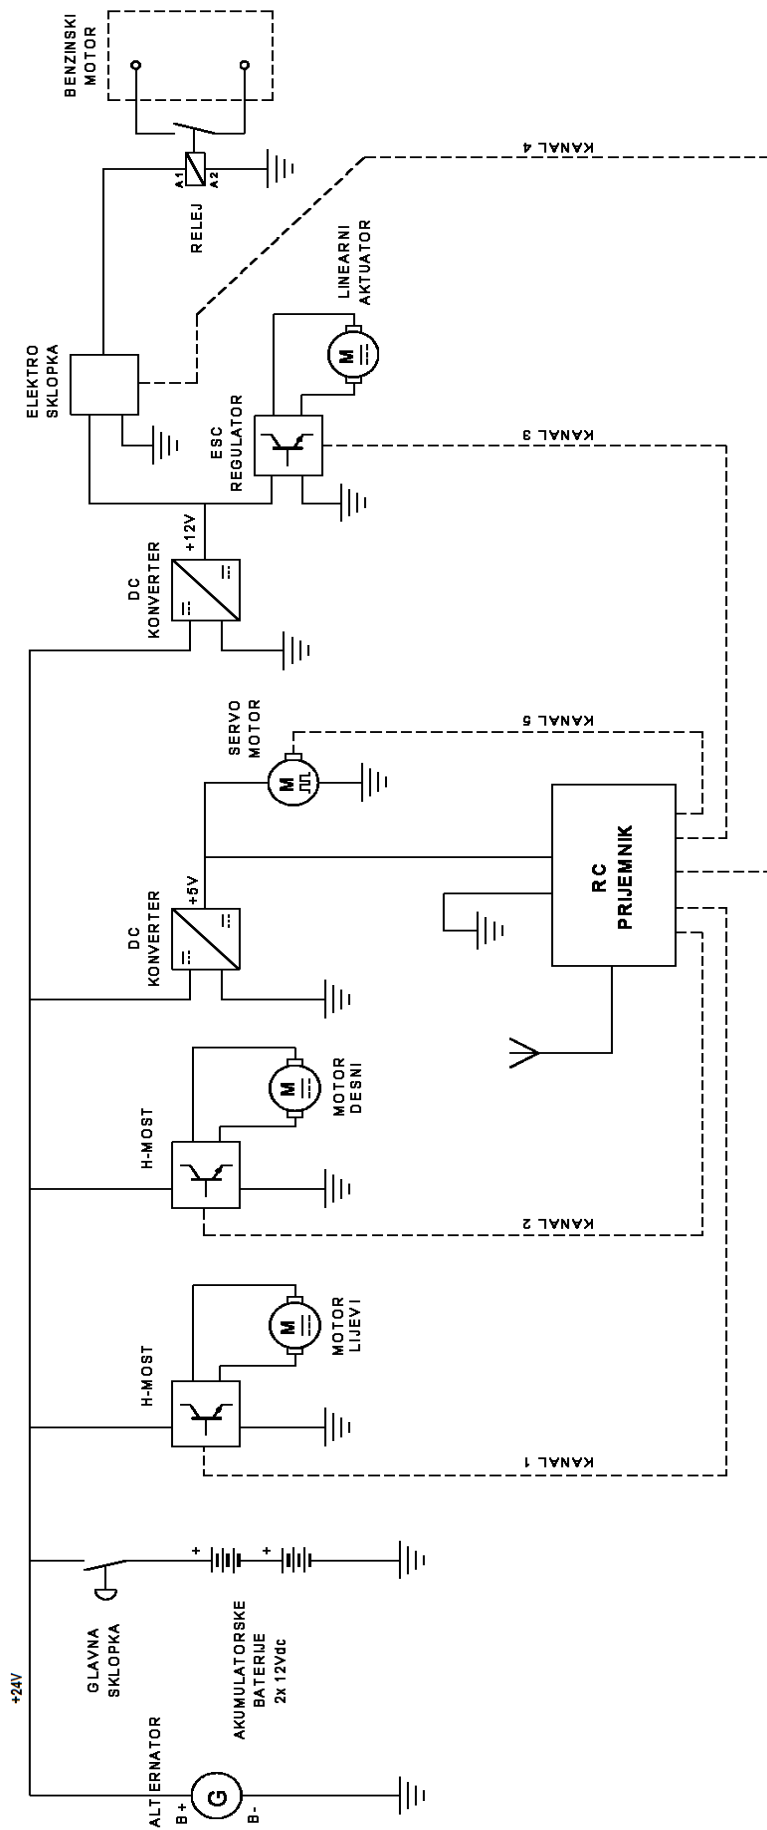 +24V
ALTERNATOR
B+
B-
G
GLAVNA
SKLOPKA
+
+
AKUMULATORSKE
BATERIJE
2x 12Vdc
H-MOST
M
MOTOR
LIJEVI
KANAL 1
H-MOST
M
MOTOR
DESNI
KANAL 2
DC
KONVERTER
+5V
SERVO
MOTOR
M
KANAL 5
RC
PRIJEMNIK
DC
KONVERTER
+12V
ESC
REGULATOR
M
LINEARNI
AKTUATOR
KANAL 3
ELEKTRO
SKLOPKA
RELEJ
A1
A2
BENZINSKI
MOTOR
KANAL 4